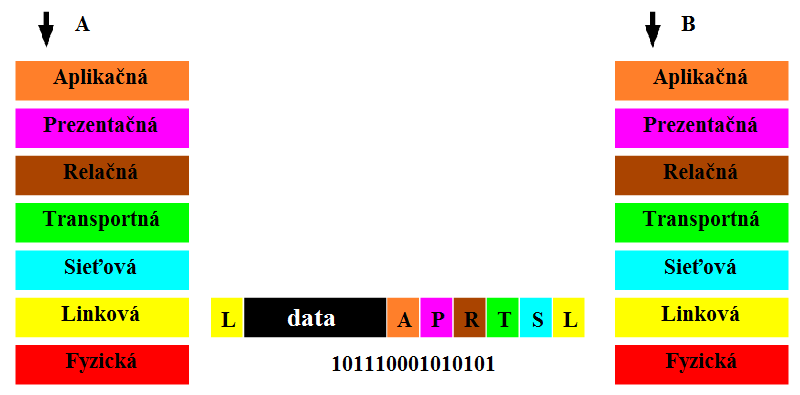 A
Aplikačná
Prezentačná
Relačná
Transportná
Sieťová
Linková
Fyzická
L data A P R T S L
101110001010101
B
Aplikačná
Prezentačná
Relačná
Transportná
Sieťová
Linková
Fyzická